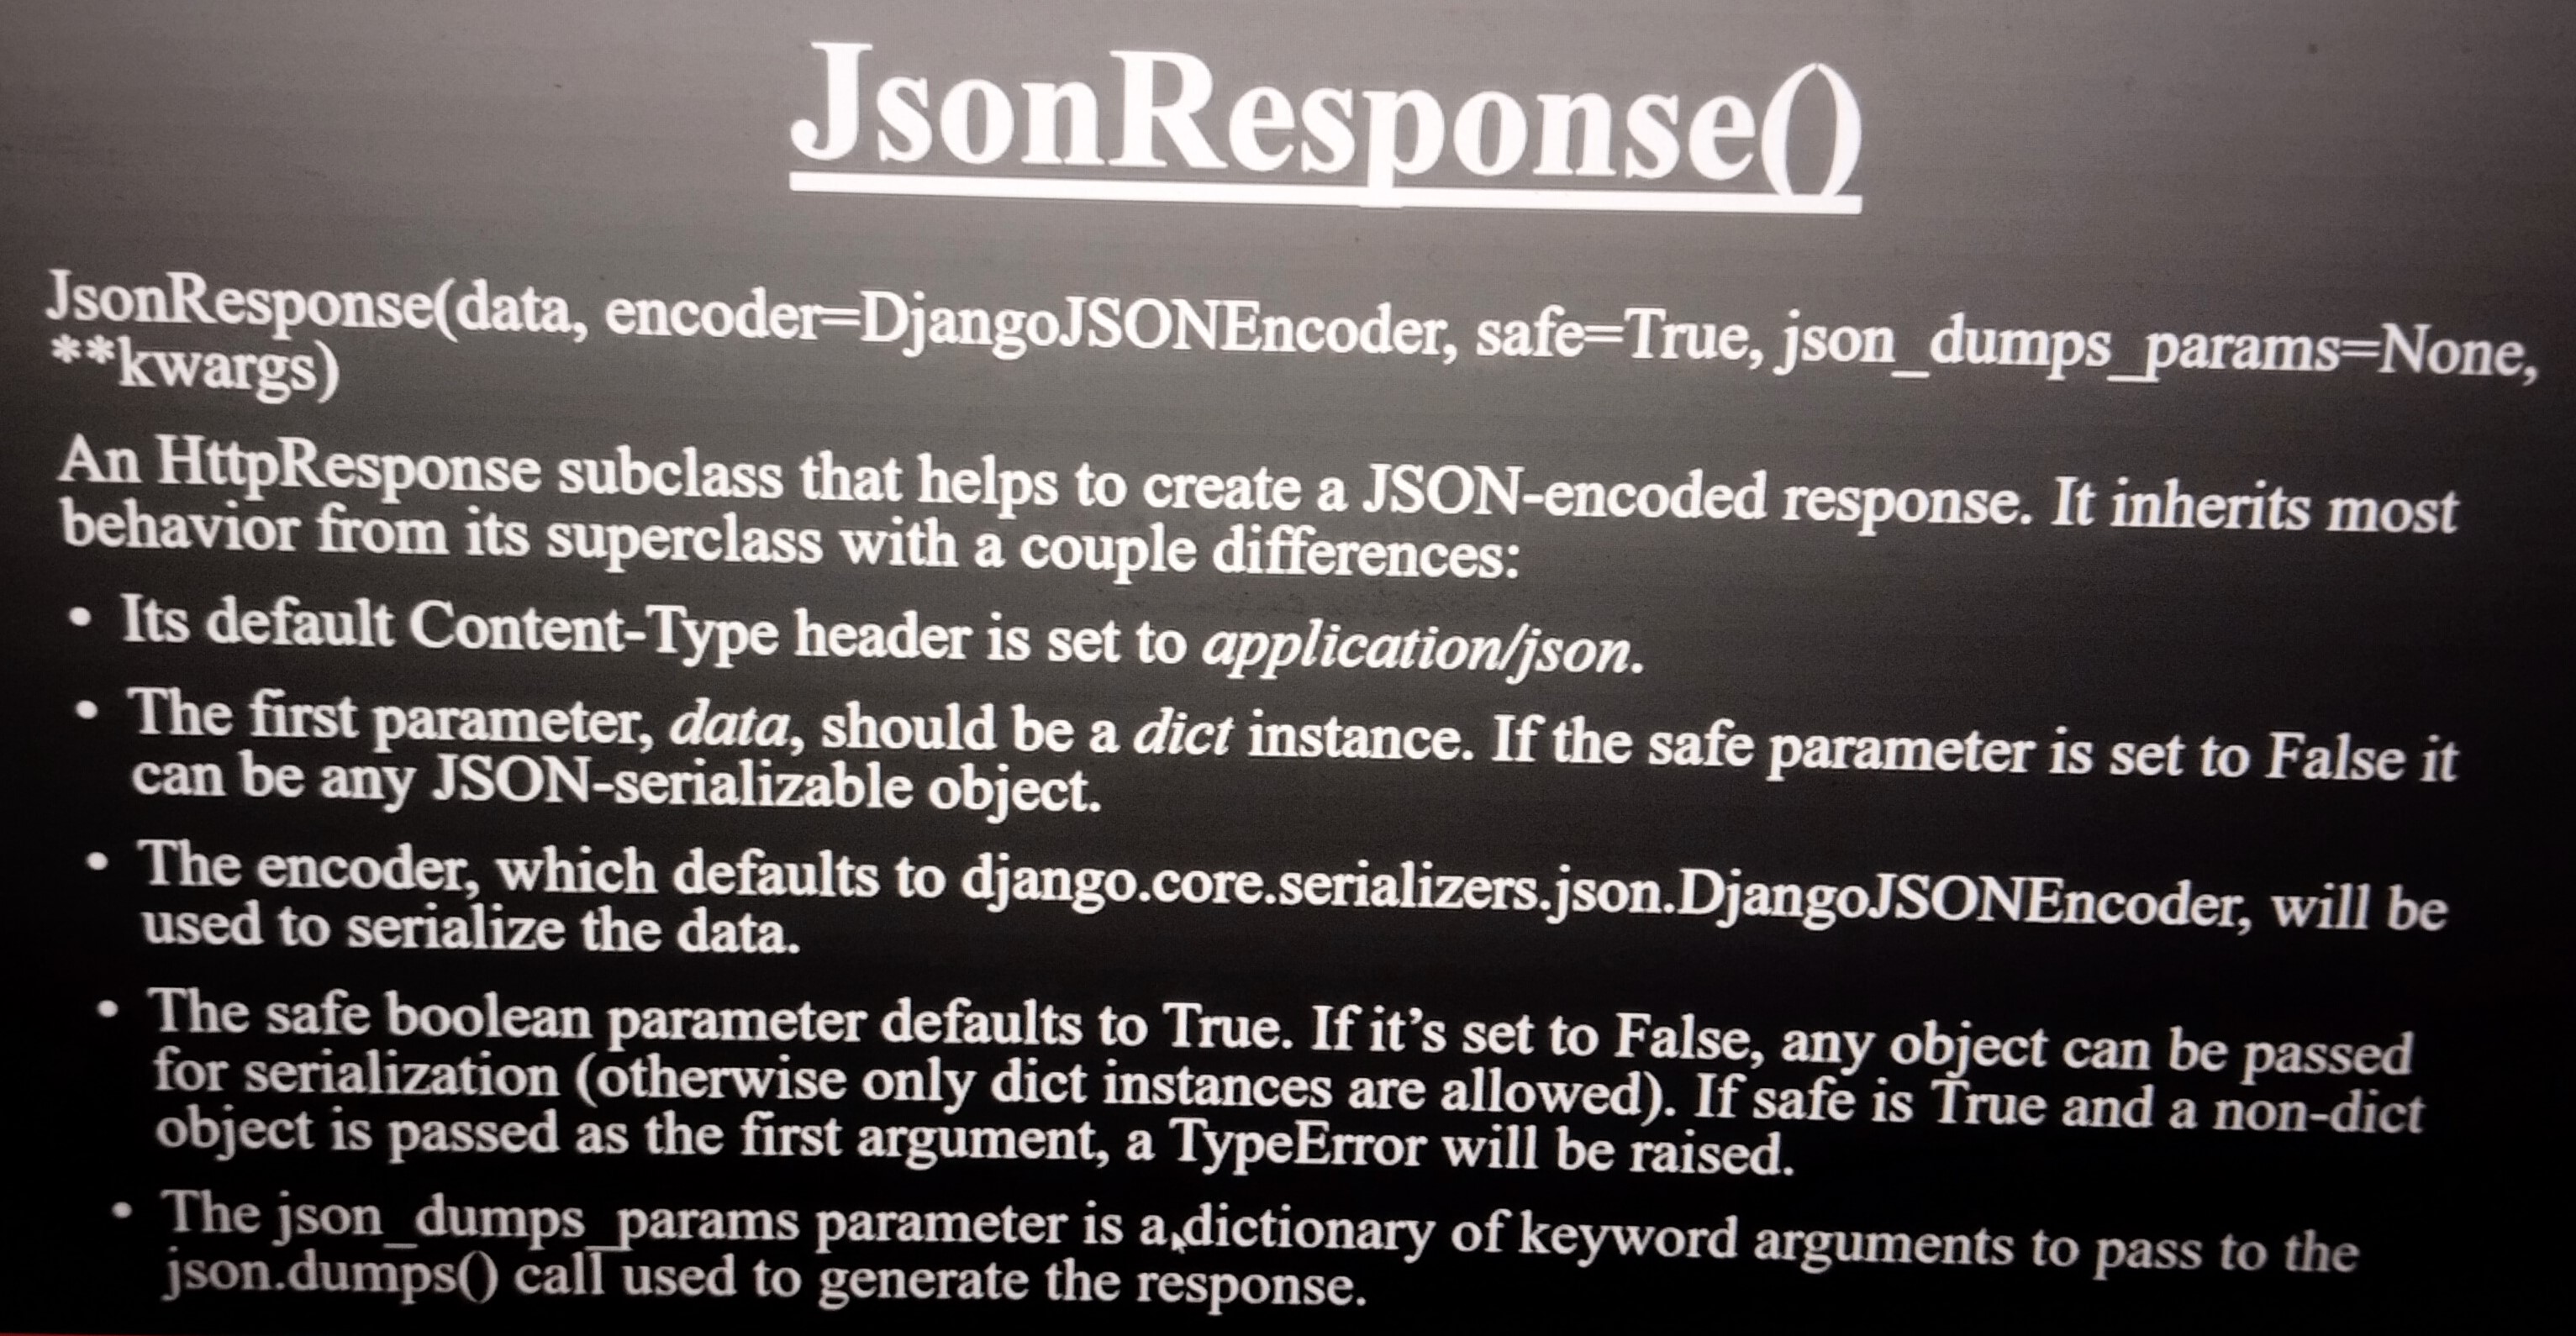 JsonResponse()
JsonResponse(data, encoder=DjangoJSONEncoder, safe=True, json_dumps_params=None,
**kwargs)
An HttpResponse subclass that helps to create a JSON-encoded response. It inherits most
behavior from its superclass with a couple differences:
• Its default Content-Type header is set to application/json.
• The first parameter, data, should be a dict instance. If the safe parameter is set to False it
can be any JSON-serializable object.
• The encoder, which defaults to django.core.serializers.json.DjangoJSONEncoder, will be
used to serialize the data.
• The safe boolean parameter defaults to True. If it’s set to False, any object can be passed
for serialization (otherwise only dict instances are allowed). If safe is True and a non-dict
object is passed as the first argument, a TypeError will be raised.
• The json_dumps_params parameter is a dictionary of keyword arguments to pass to the
json.dumps() call used to generate the response.